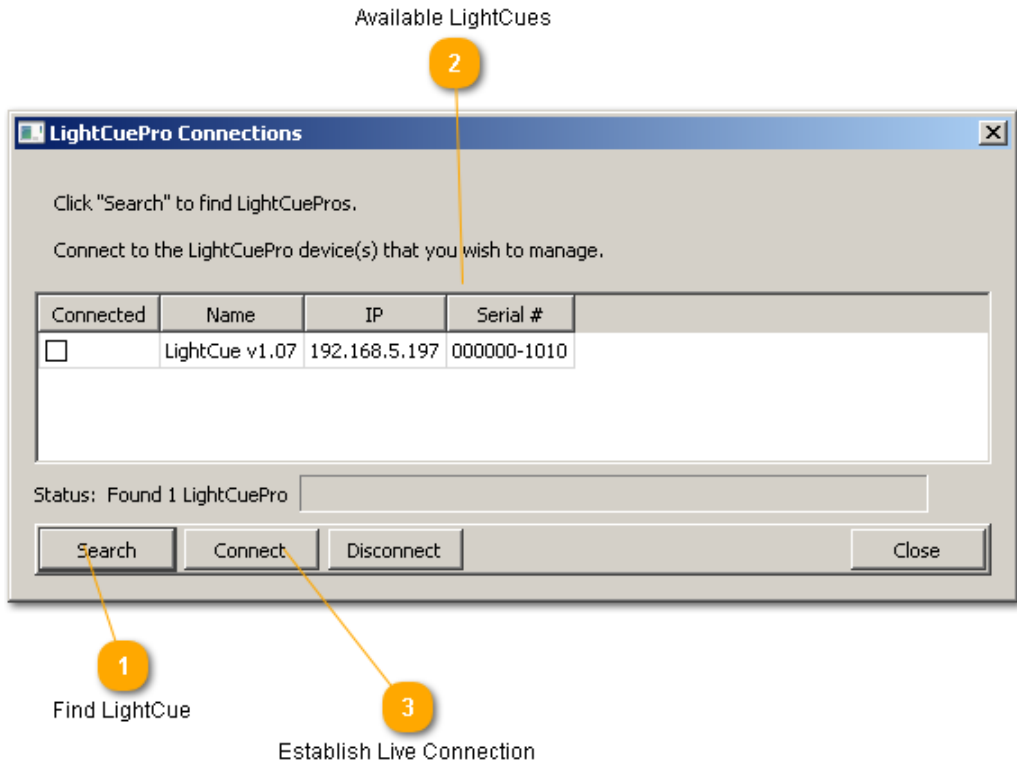 Available LightCues
2
LightCuePro Connections
Click "Search" to find LightCuePros.
Connect to the LightCuePro device(s) that you wish to manage.
Connected Name IP Serial #
LightCue v1.07 192.168.5.197 000000-1010
Status: Found 1 LightCuePro
Search Connect Disconnect Close
1
Find LightCue
3
Establish Live Connection